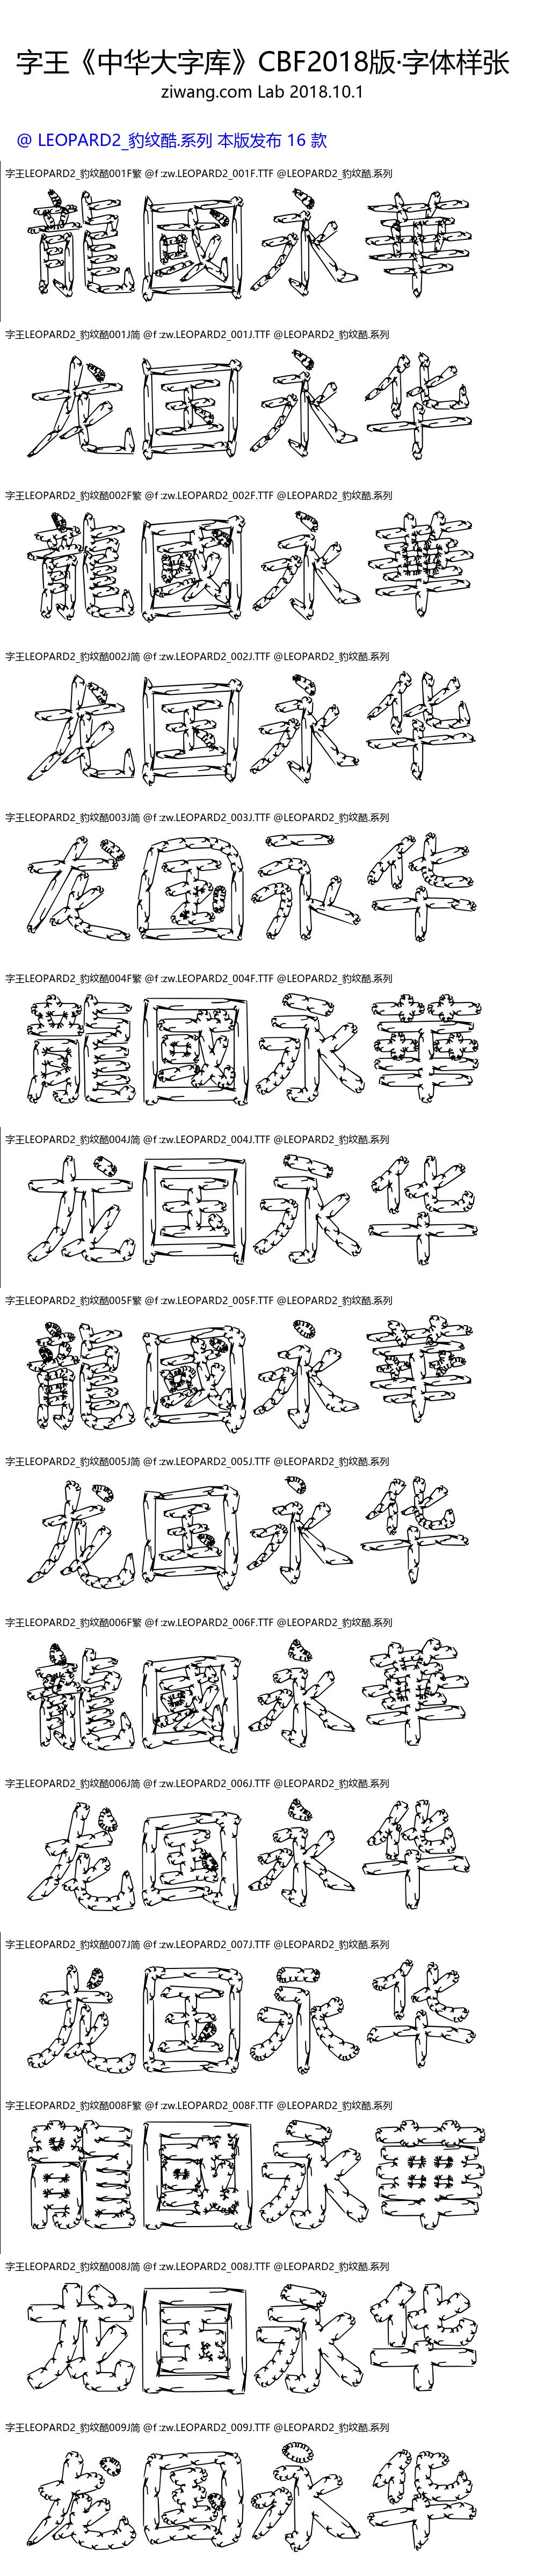 字王《中华大字库》CBF2018版·字体样张
ziwang.com Lab 2018.10.1
@ LEOPARD2_豹纹酷.系列 本版发布 16 款
字王LEOPARD2_豹纹酷001F繁 @f :zw.LEOPARD2_001F.TTF @LEOPARD2_豹纹酷.系列
龍國永華
字王LEOPARD2_豹纹酷001J简 @f :zw.LEOPARD2_001J.TTF @LEOPARD2_豹纹酷.系列
龙国永华
字王LEOPARD2_豹纹酷002F繁 @f :zw.LEOPARD2_002F.TTF @LEOPARD2_豹纹酷.系列
龍國永華
字王LEOPARD2_豹纹酷002J简 @f :zw.LEOPARD2_002J.TTF @LEOPARD2_豹纹酷.系列
龙国永华
字王LEOPARD2_豹纹酷003J简 @f :zw.LEOPARD2_003J.TTF @LEOPARD2_豹纹酷.系列
龙国永华
字王LEOPARD2_豹纹酷004F繁 @f :zw.LEOPARD2_004F.TTF @LEOPARD2_豹纹酷.系列
龍國永華
字王LEOPARD2_豹纹酷004J简 @f :zw.LEOPARD2_004J.TTF @LEOPARD2_豹纹酷.系列
龙国永华
字王LEOPARD2_豹纹酷005F繁 @f :zw.LEOPARD2_005F.TTF @LEOPARD2_豹纹酷.系列
龍國永華
字王LEOPARD2_豹纹酷005J简 @f :zw.LEOPARD2_005J.TTF @LEOPARD2_豹纹酷.系列
龙国永华
字王LEOPARD2_豹纹酷006F繁 @f :zw.LEOPARD2_006F.TTF @LEOPARD2_豹纹酷.系列
龍國永華
字王LEOPARD2_豹纹酷006J简 @f :zw.LEOPARD2_006J.TTF @LEOPARD2_豹纹酷.系列
龙国永华
字王LEOPARD2_豹纹酷007J简 @f :zw.LEOPARD2_007J.TTF @LEOPARD2_豹纹酷.系列
龙国永华
字王LEOPARD2_豹纹酷008F繁 @f :zw.LEOPARD2_008F.TTF @LEOPARD2_豹纹酷.系列
龍國永華
字王LEOPARD2_豹纹酷008J简 @f :zw.LEOPARD2_008J.TTF @LEOPARD2_豹纹酷.系列
龙国永华
字王LEOPARD2_豹纹酷009J简 @f :zw.LEOPARD2_009J.TTF @LEOPARD2_豹纹酷.系列
龙国永华